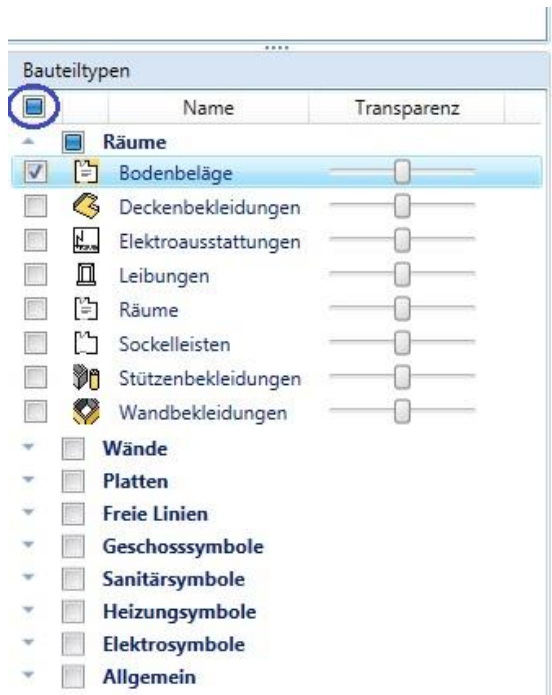 Bauteiltypen
Name Transparenz
Räume
Bodenbeläge
Deckenbekleidungen
Elektroausstattungen
Leibungen
Räume
Sockelleisten
Stützenbekleidungen
Wandbekleidungen
Wände
Platten
Freie Linien
Geschosssymbole
Sanitärsymbole
Heizungsymbole
Elektrosymbole
Allgemein